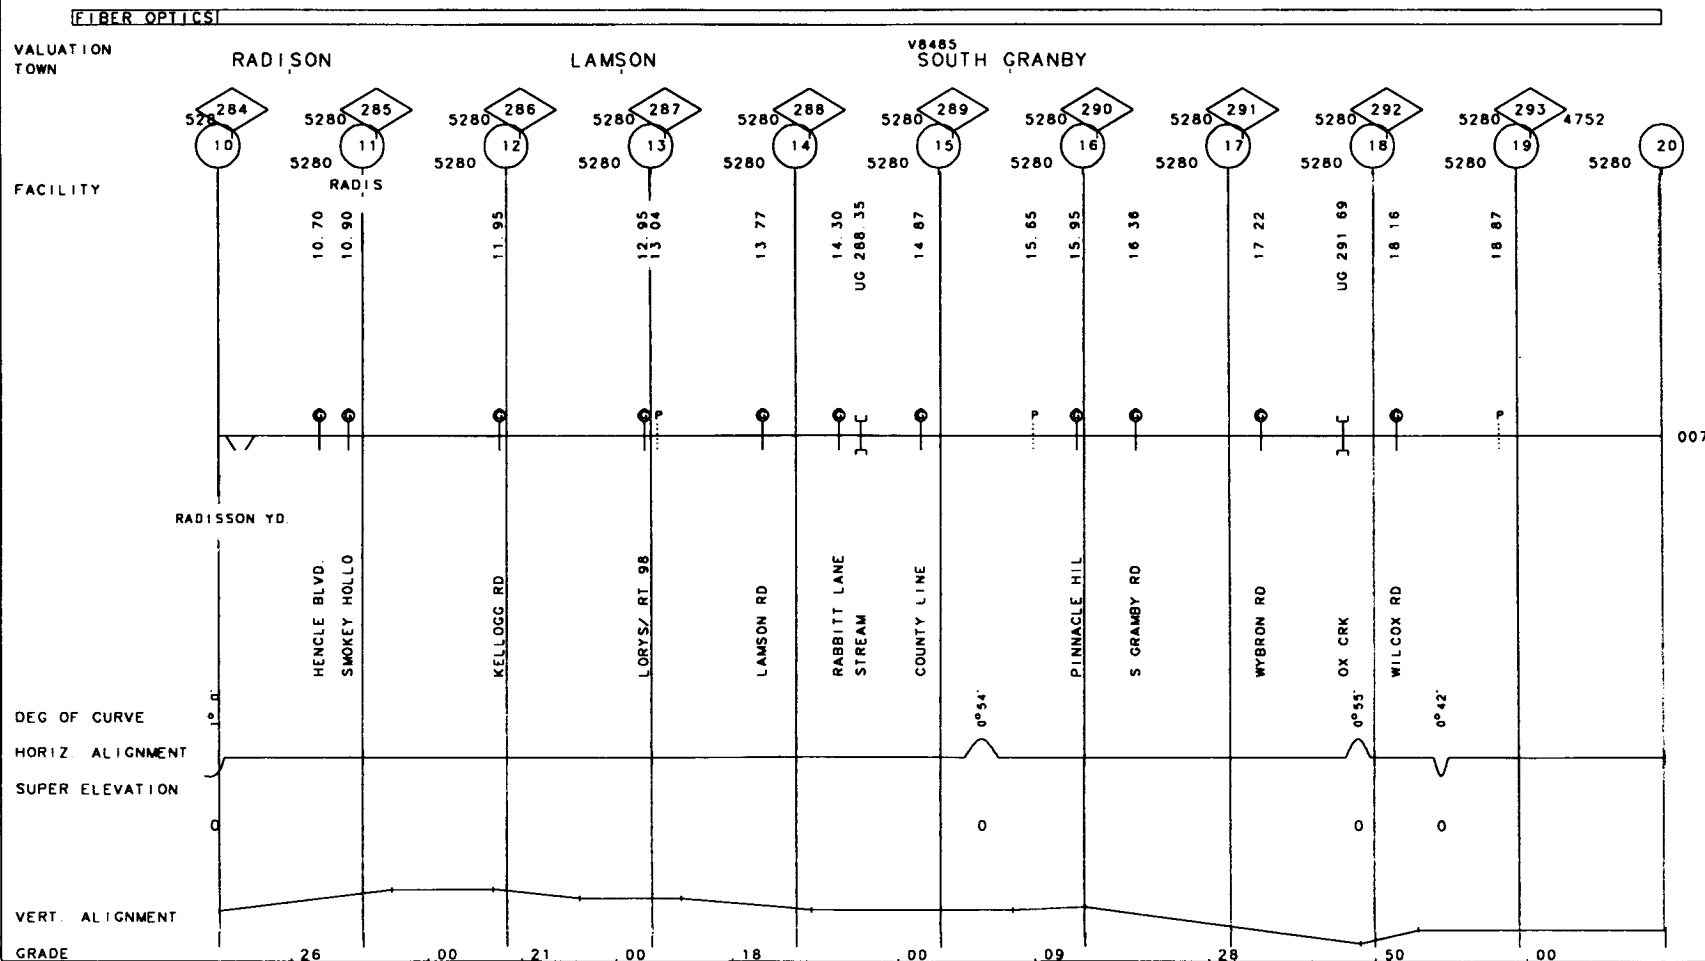 FIBER OPTICS
VALUATION V8485
TOWN RADISON LAMSON SOUTH GRANBY
284 285 286 287 288 289 290 291 292 293
528 5280 5280 5280 5280 5280 5280 5280 5280 5280 4752
10 11 12 13 14 15 16 17 18 19 20
5280 5280 5280 5280 5280 5280 5280 5280 5280 5280
FACILITY RADIS
10.70
10.90
11.95
12.95
13 04
13 77
14.30
UG 288.35
14 87
15.65
15.95
16 36
17 22
UG 291 69
18 16
18 87
G G G G P G G G P G G G G P
007
RADISSON YD.
HENCLE BLVD.
SMOKEY HOLLO
KELLOGG RD
LORYS/ RT 98
LAMSON RD
RABBITT LANE
STREAM
COUNTY LINE
PINNACLE HIL
S GRAMBY RD
WYBRON RD
OX CRK
WILCOX RD
DEG OF CURVE 0°54' 0°55' 0°42'
HORIZ. ALIGNMENT
SUPER ELEVATION
0 0 0 0
VERT. ALIGNMENT
GRADE .26 .00 .21 .00 .18 .00 .09 .28 .50 .00